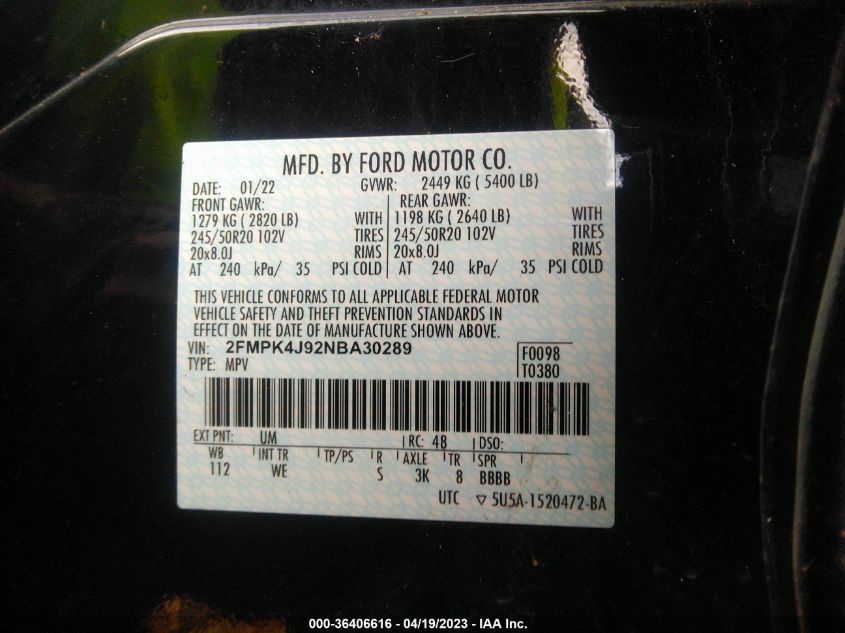 MFD. BY FORD MOTOR CO.
DATE: 01/22 GVWR: 2449 KG ( 5400 LB)
FRONT GAWR: REAR GAWR:
1279 KG ( 2820 LB) WITH 1198 KG ( 2640 LB) WITH
245/50R20 102V TIRES 245/50R20 102V TIRES
20x8.0J RIMS 20x8.0J RIMS
AT 240 kPa/ 35 PSI COLD AT 240 kPa/ 35 PSI COLD
THIS VEHICLE CONFORMS TO ALL APPLICABLE FEDERAL MOTOR
VEHICLE SAFETY AND THEFT PREVENTION STANDARDS IN
EFFECT ON THE DATE OF MANUFACTURE SHOWN ABOVE.
VIN: 2FMPK4J92NBA30289 F0098
TYPE: MPV T0380
EXT PNT: UM RC: 48 DSO:
WB INT TR TP/PS R AXLE TR SPR
112 WE S 3K 8 BBBB
UTC ▽ 5U5A-1520472-BA
000-36406616 - 04/19/2023 - IAA Inc.